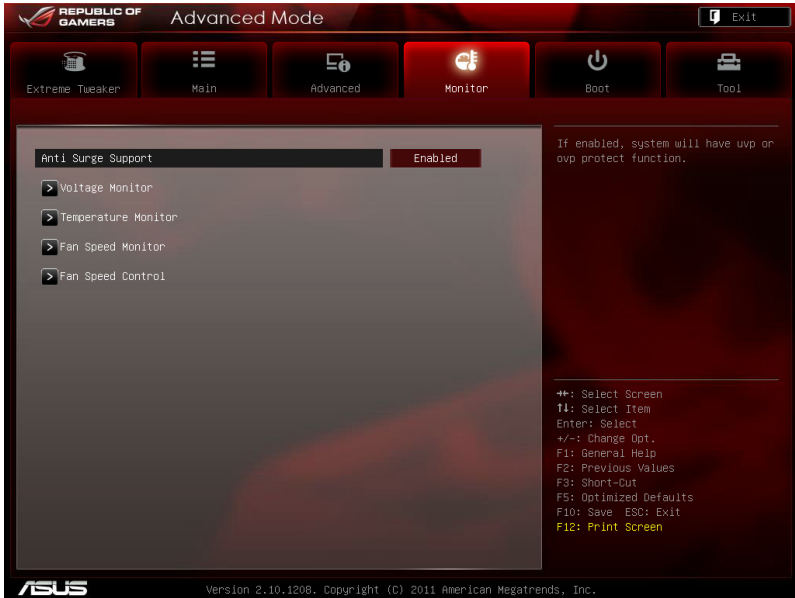 REPUBLIC OF
GAMERS
Advanced Mode
Exit
Extreme Tweaker
Main
Advanced
Monitor
Boot
Tool
Anti Surge Support
Enabled
> Voltage Monitor
> Temperature Monitor
> Fan Speed Monitor
> Fan Speed Control
If enabled, system will have uvp or
ovp protect function.
→←: Select Screen
↑↓: Select Item
Enter: Select
+/-: Change Opt.
F1: General Help
F2: Previous Values
F3: Short-Cut
F5: Optimized Defaults
F10: Save  ESC: Exit
F12: Print Screen
ASUS
Version 2.10.1208. Copyright (C) 2011 American Megatrends, Inc.